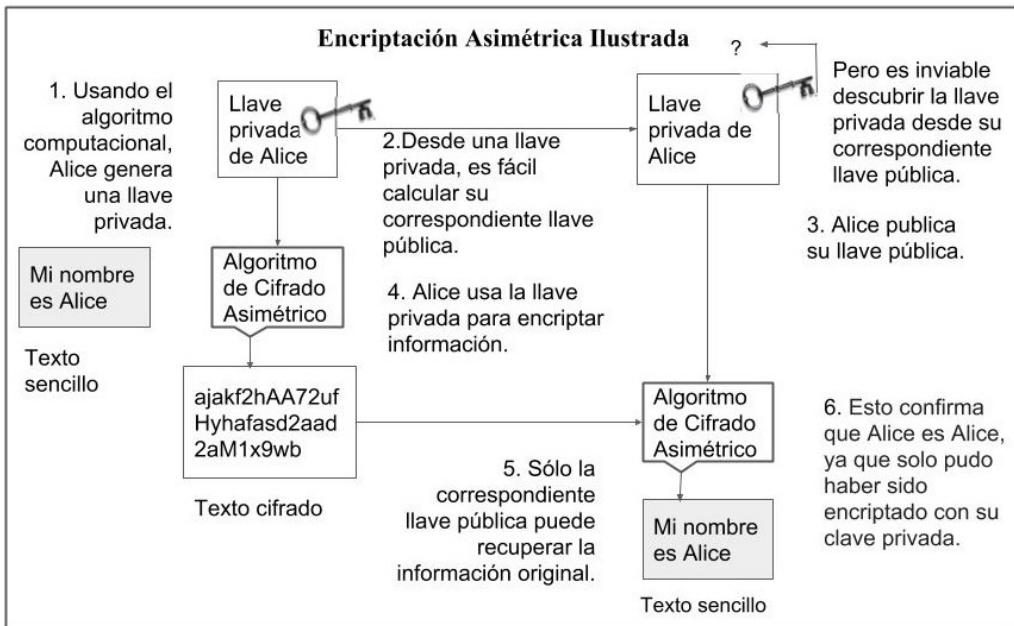 Encriptación Asimétrica Ilustrada
1. Usando el
algoritmo
computacional,
Alice genera
una llave
privada.
Llave
privada
de Alice
2.Desde una llave
privada, es fácil
calcular su
correspondiente llave
pública.
Llave
privada de
Alice
?
Pero es inviable
descubrir la llave
privada desde su
correspondiente
llave pública.
3. Alice publica
su llave pública.
Mi nombre
es Alice
Texto
sencillo
Algoritmo
de Cifrado
Asimétrico
4. Alice usa la llave
privada para encriptar
información.
ajakf2hAA72uf
Hyhafasd2aad
2aM1x9wb
Texto cifrado
5. Sólo la
correspondiente
llave pública puede
recuperar la
información original.
Algoritmo
de Cifrado
Asimétrico
Mi nombre
es Alice
Texto sencillo
6. Esto confirma
que Alice es Alice,
ya que solo pudo
haber sido
encriptado con su
clave privada.